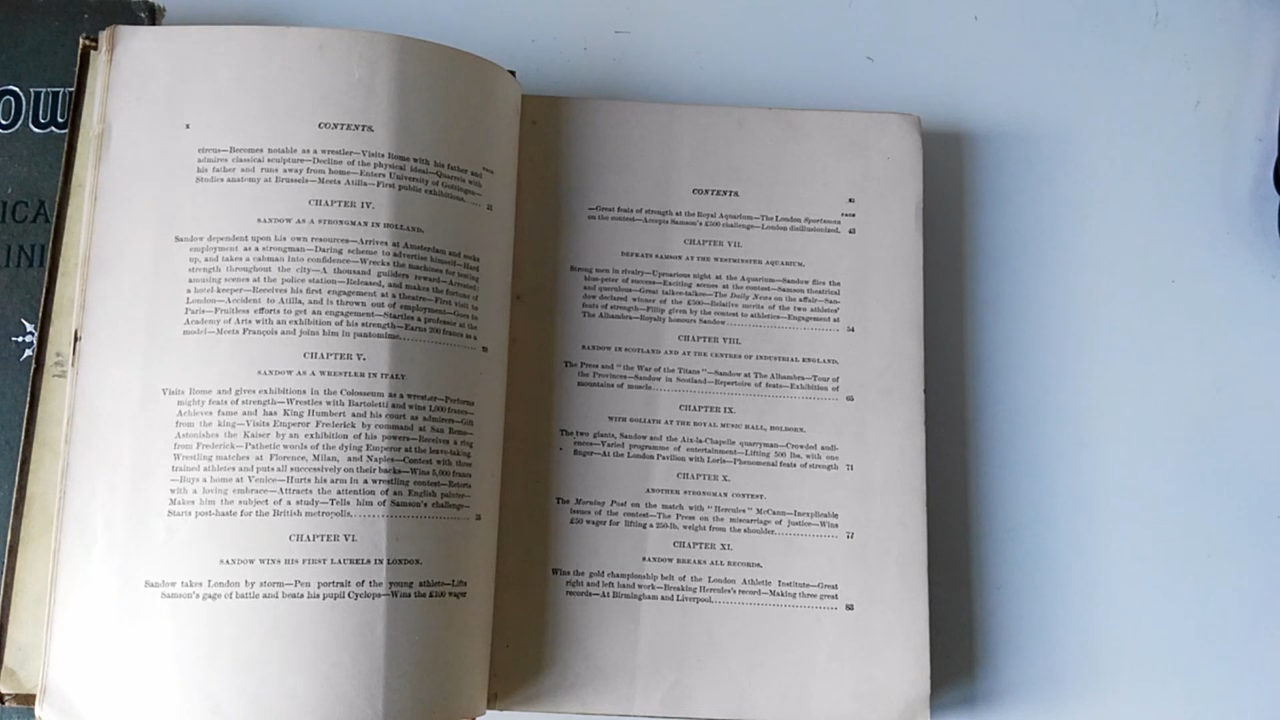 ow
ICA
INI
x
CONTENTS.
PAGE
circus—Becomes notable as a wrestler—Visits Rome with his father and
admires classical sculpture—Decline of the physical ideal—Quarrels with
his father and runs away from home—Enters University of Gottingen—
Studies anatomy at Brussels—Meets Atilla—First public exhibitions.....
CHAPTER IV.
SANDOW AS A STRONGMAN IN HOLLAND.
Sandow dependent upon his own resources—Arrives at Amsterdam and seeks
employment as a strongman—Daring scheme to advertise himself—Hard
up, and takes a cabman into confidence—Wrecks the machines for testing
strength throughout the city—A thousand guilders reward—Arrested;
amusing scenes at the police station—Released, and makes the fortune of
a hotel-keeper—Receives his first engagement at a theatre—First visit to
London—Accident to Atilla, and is thrown out of employment—Goes to
Paris—Fruitless efforts to get an engagement—Startles a professor at the
Academy of Arts with an exhibition of his strength—Earns 200 francs as a
model—Meets François and joins him in pantomime
CHAPTER V.
SANDOW AS A WRESTLER IN ITALY.
Visits Rome and gives exhibitions in the Colosseum as a wrestler—Performs
mighty feats of strength—Wrestles with Bartoletti and wins 1,000 francs—
Achieves fame and has King Humbert and his court as admirers—Gift
from the king—Visits Emperor Frederick by command at San Remo—
Astonishes the Kaiser by an exhibition of his powers—Receives a ring
from Frederick—Pathetic words of the dying Emperor at the leave-taking.
Wrestling matches at Florence, Milan, and Naples—Contest with three
trained athletes and puts all successively on their backs—Wins 5,000 francs
—Buys a home at Venice—Hurts his arm in a wrestling contest—Retorts
with a loving embrace—Attracts the attention of an English painter—
Makes him the subject of a study—Tells him of Samson's challenge—
Starts post-haste for the British metropolis
CHAPTER VI.
SANDOW WINS HIS FIRST LAURELS IN LONDON.
Sandow takes London by storm—Pen portrait of the young athlete—Lifts
Samson's gage of battle and beats his pupil Cyclops—Wins the £100 wager
CONTENTS.
xi
PAGE
—Great feats of strength at the Royal Aquarium—The London Sportsman
on the contest—Accepts Samson's £500 challenge—London disillusionized. 43
CHAPTER VII.
DEFEATS SAMSON AT THE WESTMINSTER AQUARIUM.
Strong men in rivalry—Uproarious night at the Aquarium—Sandow flies the
blue-peter of success—Exciting scenes at the contest—Samson theatrical
and querulous—Great talkee-talkee—The Daily News on the affair—San-
dow declared winner of the £500—Relative merits of the two athletes'
feats of strength—Fillip given by the contest to athletics—Engagement at
The Alhambra—Royalty honours Sandow........ 54
CHAPTER VIII.
SANDOW IN SCOTLAND AND AT THE CENTRES OF INDUSTRIAL ENGLAND.
The Press and "the War of the Titans"—Sandow at The Alhambra—Tour of
the Provinces—Sandow in Scotland—Repertoire of feats—Exhibition of
mountains of muscle........ 65
CHAPTER IX.
WITH GOLIATH AT THE ROYAL MUSIC HALL, HOLBORN.
The two giants, Sandow and the Aix-la-Chapelle quarryman—Crowded audi-
ences—Varied programme of entertainment—Lifting 500 lbs. with one
finger—At the London Pavilion with Loris—Phenomenal feats of strength 71
CHAPTER X.
ANOTHER STRONGMAN CONTEST.
The Morning Post on the match with "Hercules" McCann—Inexplicable
issues of the contest—The Press on the miscarriage of justice—Wins
£50 wager for lifting a 250-lb. weight from the shoulder........ 77
CHAPTER XI.
SANDOW BREAKS ALL RECORDS.
Wins the gold championship belt of the London Athletic Institute—Great
right and left hand work—Breaking Hercules's record—Making three great
records—At Birmingham and Liverpool........ 83